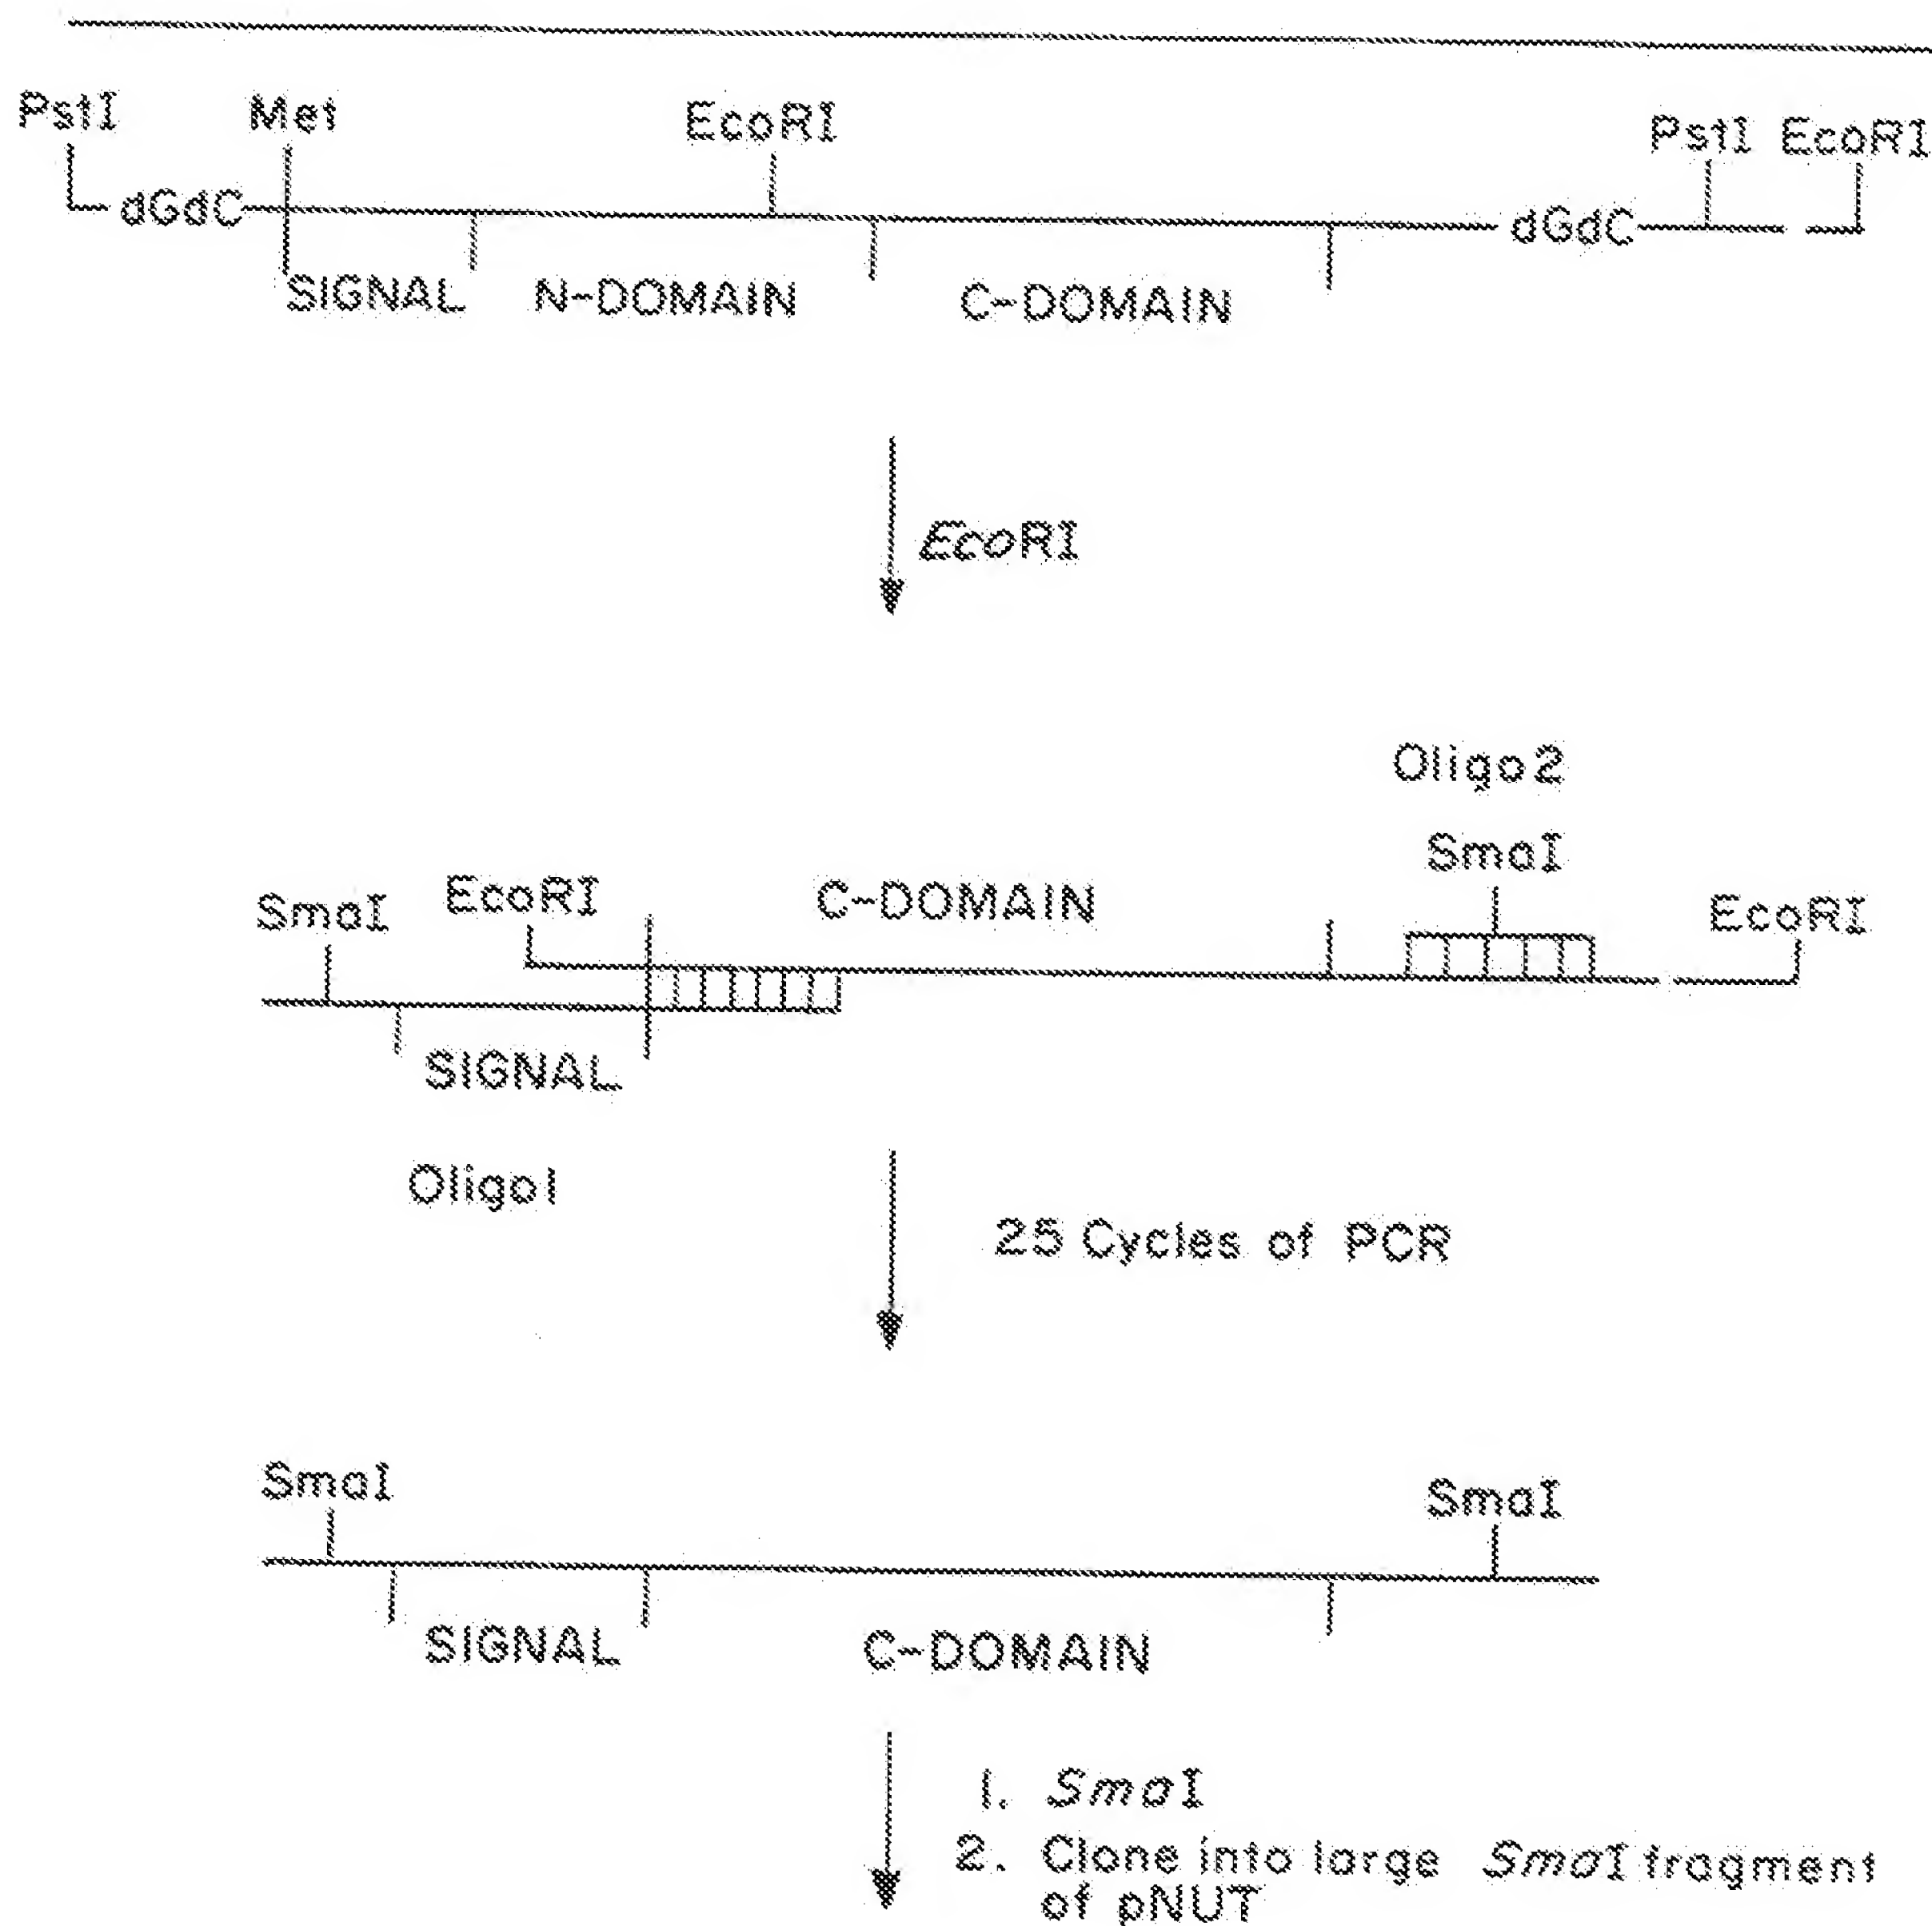 PstI Met EcoRI PstI EcoRI
dGdC dGdC
SIGNAL N-DOMAIN C-DOMAIN
EcoRI
Oligo2
SmaI
SmaI EcoRI C-DOMAIN EcoRI
SIGNAL
Oligo1
25 Cycles of PCR
SmaI SmaI
SIGNAL C-DOMAIN
1. SmaI
2. Clone into large SmaI fragment
of pNUT